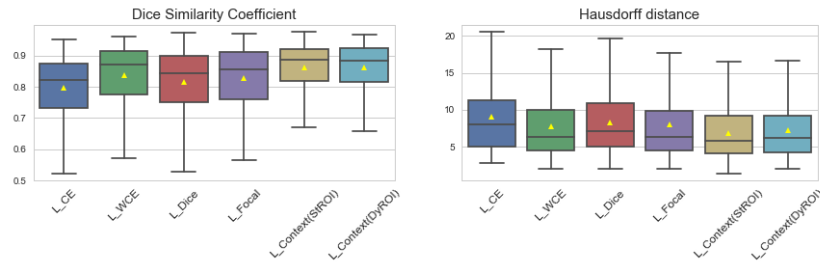 Dice Similarity Coefficient
0.9
0.8
0.7
0.6
0.5
L_CE
L_WCE
L_Dice
L_Focal
L_Context(StROI)
L_Context(DyROI)
Hausdorff distance
20
15
10
5
L_CE
L_WCE
L_Dice
L_Focal
L_Context(StROI)
L_Context(DyROI)